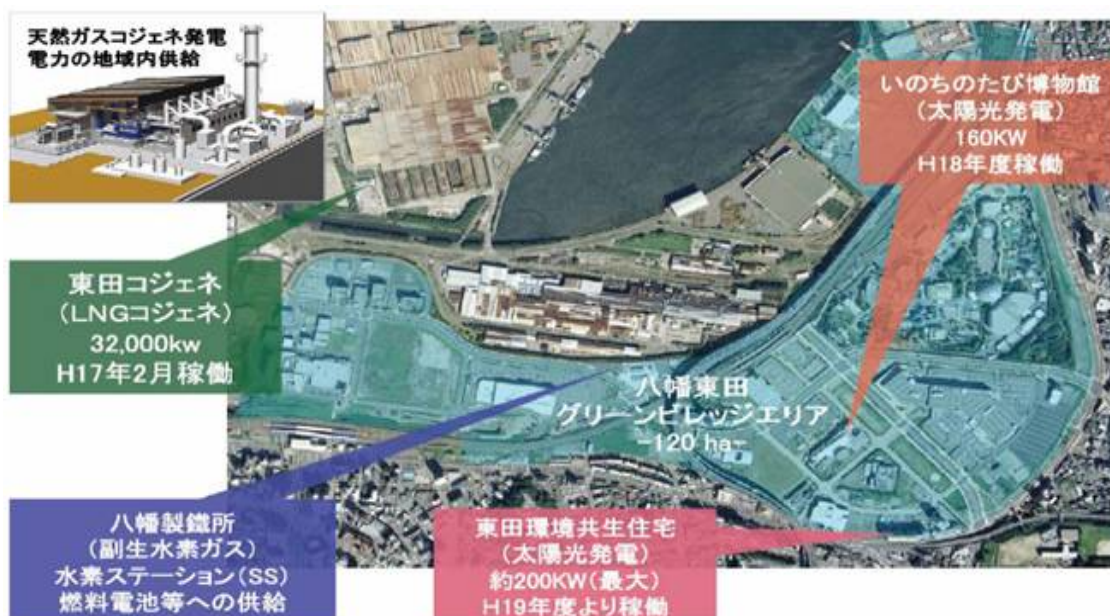 天然ガスコジェネ発電
電力の地域内供給
いのちのたび博物館
(太陽光発電)
160KW
H18年度稼働
東田コジェネ
(LNGコジェネ)
32,000kw
H17年2月稼働
八幡東田
グリーンビレッジエリア
-120 ha-
八幡製鐵所
(副生水素ガス)
水素ステーション(SS)
燃料電池等への供給
東田環境共生住宅
(太陽光発電)
約200KW(最大)
H19年度より稼働